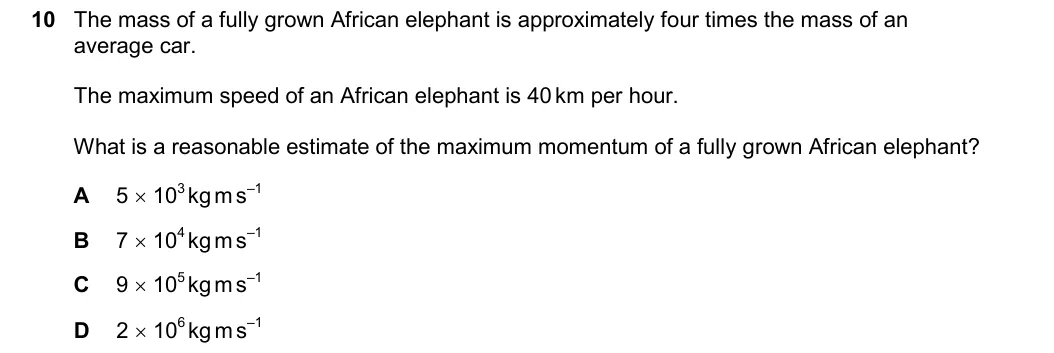 10 The mass of a fully grown African elephant is approximately four times the mass of an
average car.
The maximum speed of an African elephant is 40 km per hour.
What is a reasonable estimate of the maximum momentum of a fully grown African elephant?
A 5 × 10³ kg m s⁻¹
B 7 × 10⁴ kg m s⁻¹
C 9 × 10⁵ kg m s⁻¹
D 2 × 10⁶ kg m s⁻¹